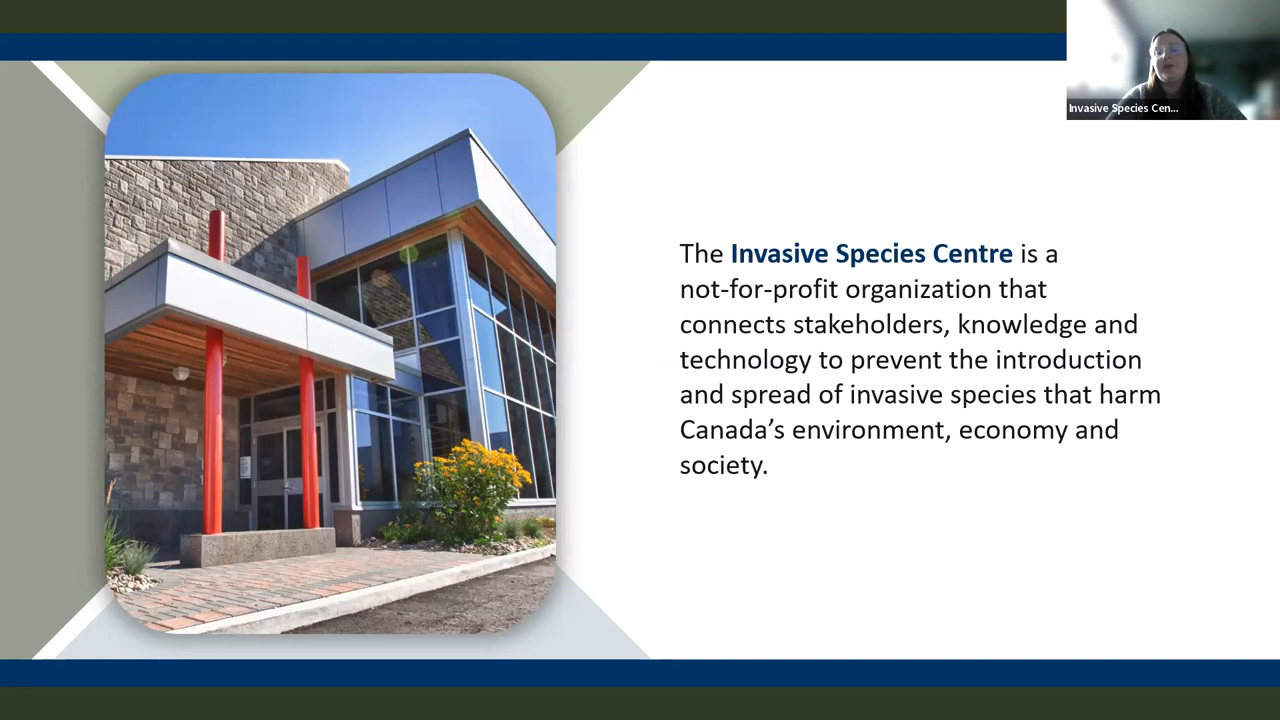 Invasive Species Cen...
The Invasive Species Centre is a
not-for-profit organization that
connects stakeholders, knowledge and
technology to prevent the introduction
and spread of invasive species that harm
Canada’s environment, economy and
society.